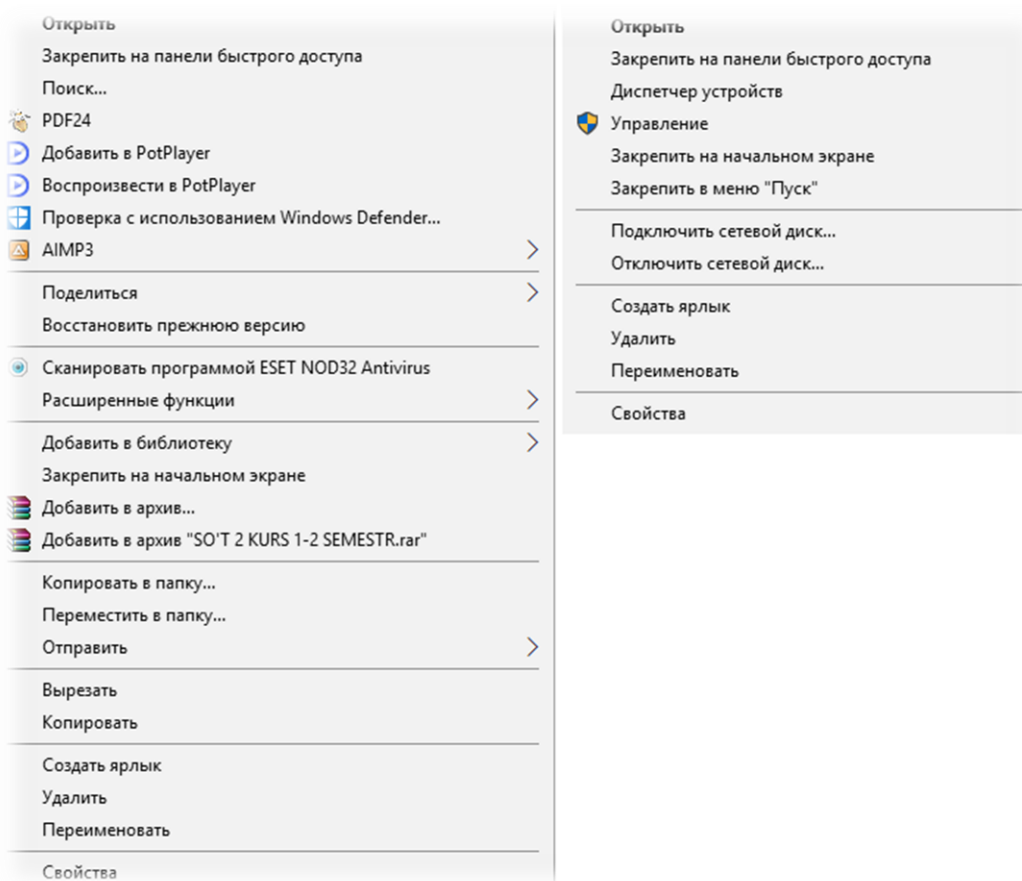 Открыть
Закрепить на панели быстрого доступа
Поиск...
PDF24
Добавить в PotPlayer
Воспроизвести в PotPlayer
Проверка с использованием Windows Defender...
AIMP3
Поделиться
Восстановить прежнюю версию
Сканировать программой ESET NOD32 Antivirus
Расширенные функции
Добавить в библиотеку
Закрепить на начальном экране
Добавить в архив...
Добавить в архив "SO'T 2 KURS 1-2 SEMESTR.rar"
Копировать в папку...
Переместить в папку...
Отправить
Вырезать
Копировать
Создать ярлык
Удалить
Переименовать
Свойства
Открыть
Закрепить на панели быстрого доступа
Диспетчер устройств
Управление
Закрепить на начальном экране
Закрепить в меню "Пуск"
Подключить сетевой диск...
Отключить сетевой диск...
Создать ярлык
Удалить
Переименовать
Свойства